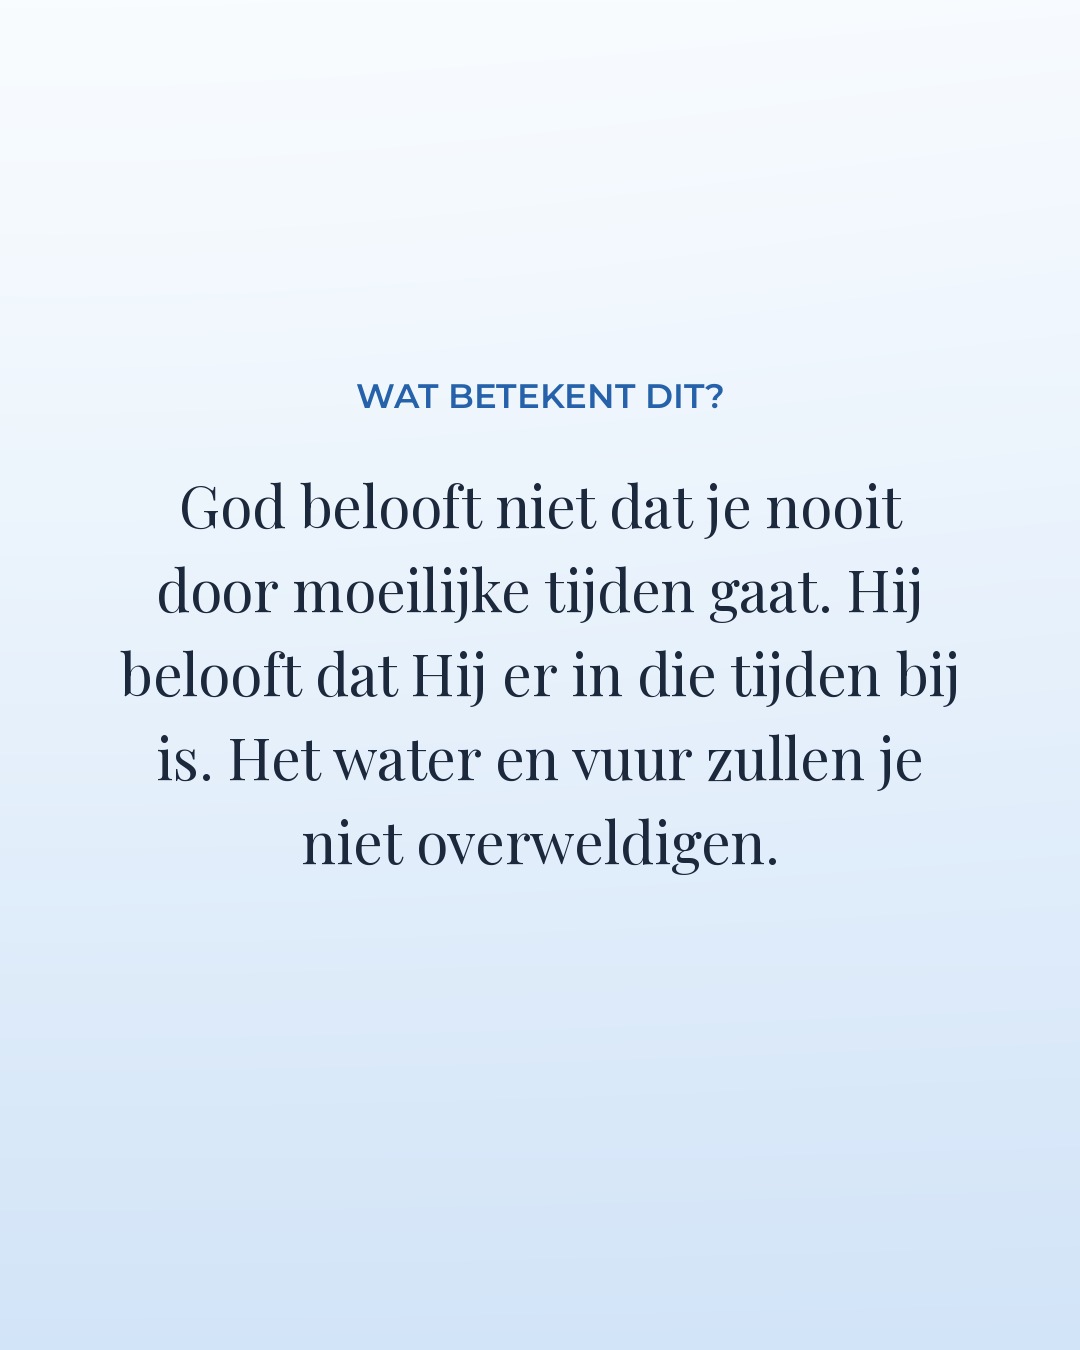 WAT BETEKENT DIT?
God belooft niet dat je nooit
door moeilijke tijden gaat. Hij
belooft dat Hij er in die tijden bij
is. Het water en vuur zullen je
niet overweldigen.